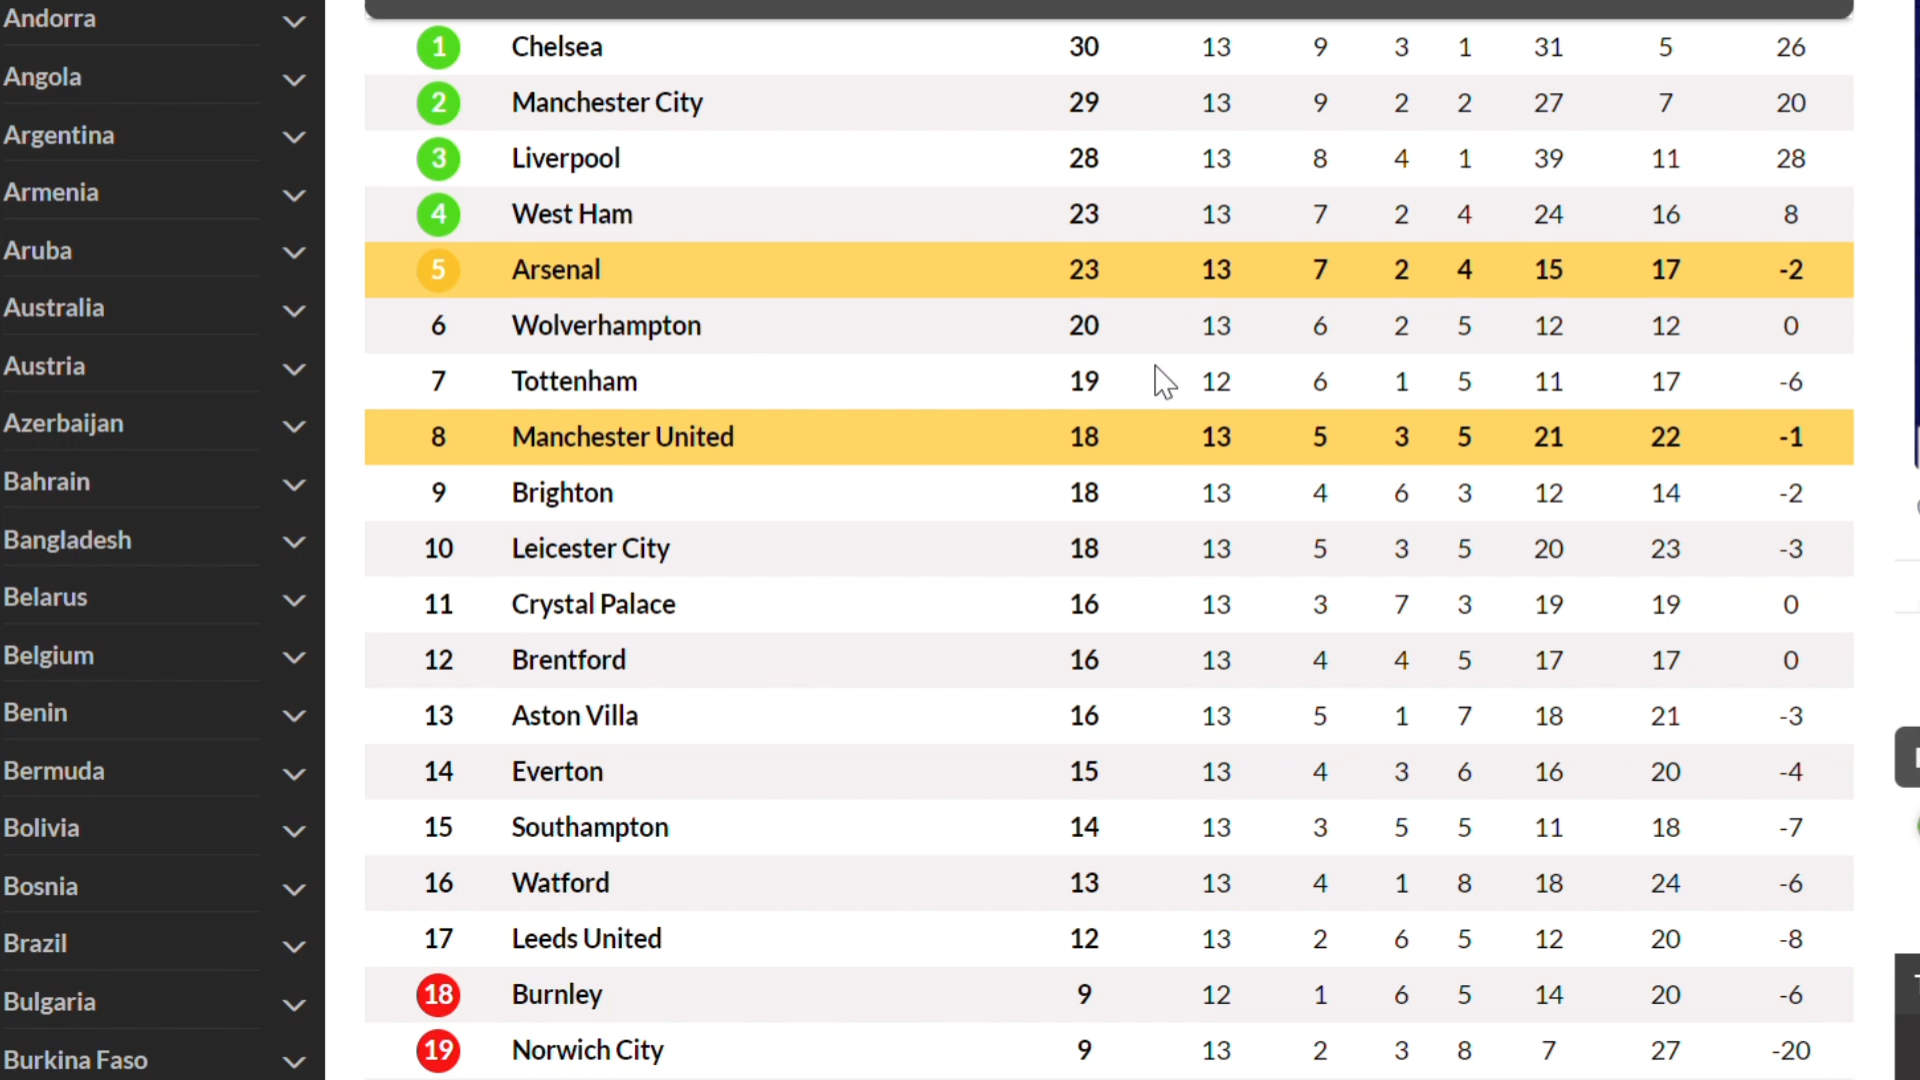 Andorra
Angola
Argentina
Armenia
Aruba
Australia
Austria
Azerbaijan
Bahrain
Bangladesh
Belarus
Belgium
Benin
Bermuda
Bolivia
Bosnia
Brazil
Bulgaria
Burkina Faso
1 Chelsea 30 13 9 3 1 31 5 26
2 Manchester City 29 13 9 2 2 27 7 20
3 Liverpool 28 13 8 4 1 39 11 28
4 West Ham 23 13 7 2 4 24 16 8
5 Arsenal 23 13 7 2 4 15 17 -2
6 Wolverhampton 20 13 6 2 5 12 12 0
7 Tottenham 19 12 6 1 5 11 17 -6
8 Manchester United 18 13 5 3 5 21 22 -1
9 Brighton 18 13 4 6 3 12 14 -2
10 Leicester City 18 13 5 3 5 20 23 -3
11 Crystal Palace 16 13 3 7 3 19 19 0
12 Brentford 16 13 4 4 5 17 17 0
13 Aston Villa 16 13 5 1 7 18 21 -3
14 Everton 15 13 4 3 6 16 20 -4
15 Southampton 14 13 3 5 5 11 18 -7
16 Watford 13 13 4 1 8 18 24 -6
17 Leeds United 12 13 2 6 5 12 20 -8
18 Burnley 9 12 1 6 5 14 20 -6
19 Norwich City 9 13 2 3 8 7 27 -20